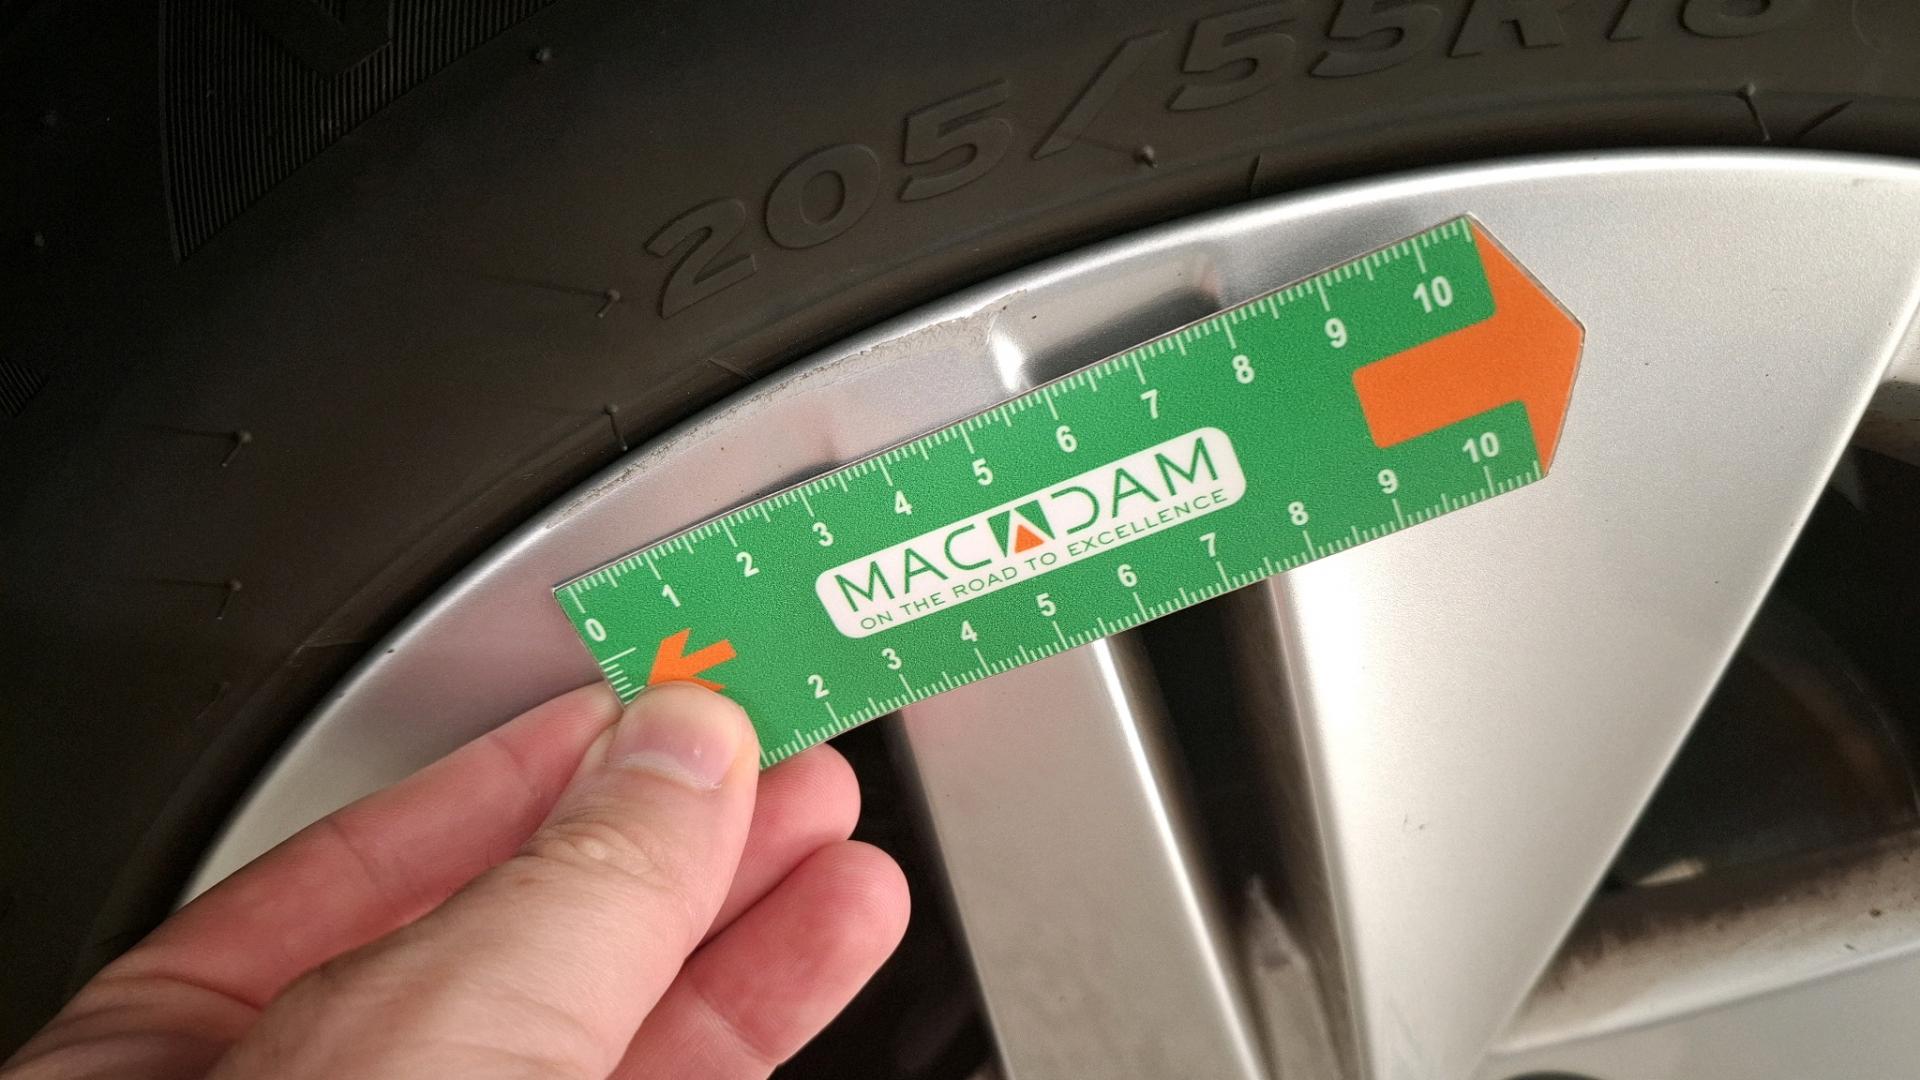 205/55R16
0 1 2 3 4 5 6 7 8 9 10
MACADAM
ON THE ROAD TO EXCELLENCE
2 3 4 5 6 7 8 9 10